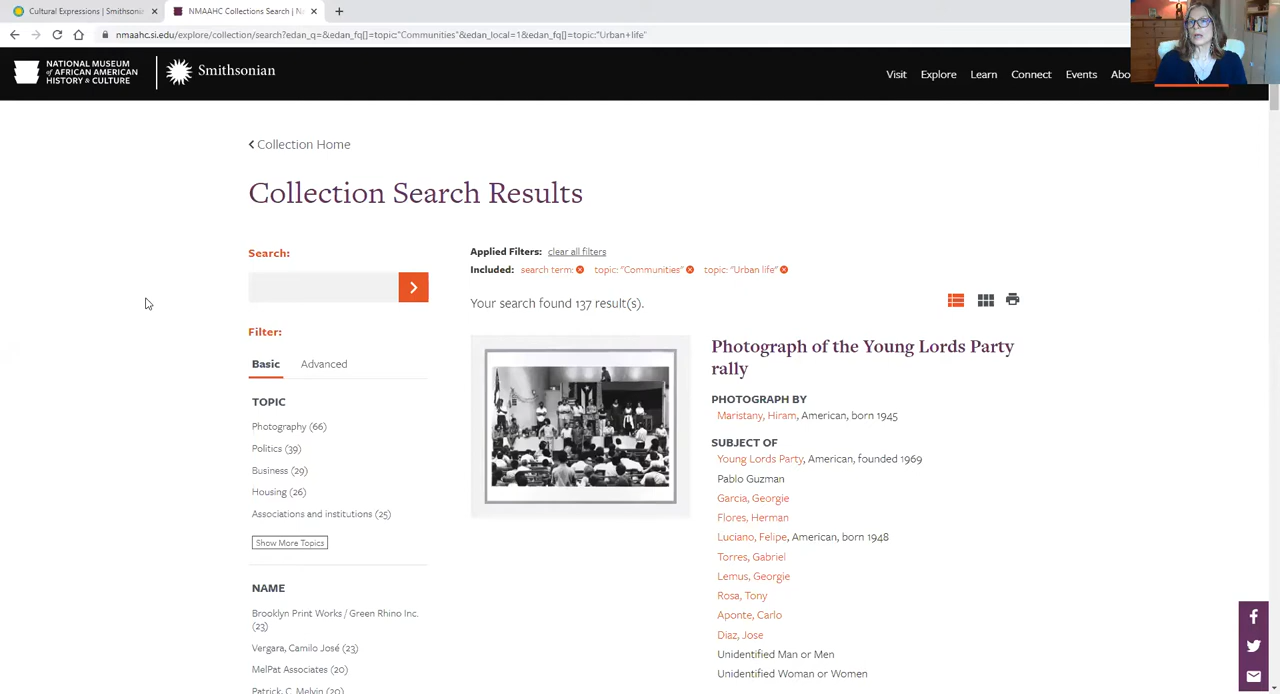 Cultural Expressions | Smithsonia
NMAAHC Collections Search | Na
nmaahc.si.edu/explore/collection/search?edan_q=&edan_fq[]=topic:"Communities"&edan_local=1&edan_fq[]=topic:"Urban+life"
NATIONAL MUSEUM
of AFRICAN AMERICAN
HISTORY & CULTURE
Smithsonian
Visit Explore Learn Connect Events Abo
Collection Home
Collection Search Results
Search:
Filter:
Basic Advanced
TOPIC
Photography (66)
Politics (39)
Business (29)
Housing (26)
Associations and institutions (25)
Show More Topics
NAME
Brooklyn Print Works / Green Rhino Inc.
(23)
Vergara, Camilo José (23)
MelPat Associates (20)
Patrick, C. Melvin (20)
Applied Filters: clear all filters
Included: search term: topic: "Communities" topic: "Urban life"
Your search found 137 result(s).
Photograph of the Young Lords Party
rally
PHOTOGRAPH BY
Maristany, Hiram, American, born 1945
SUBJECT OF
Young Lords Party, American, founded 1969
Pablo Guzman
Garcia, Georgie
Flores, Herman
Luciano, Felipe, American, born 1948
Torres, Gabriel
Lemus, Georgie
Rosa, Tony
Aponte, Carlo
Diaz, Jose
Unidentified Man or Men
Unidentified Woman or Women